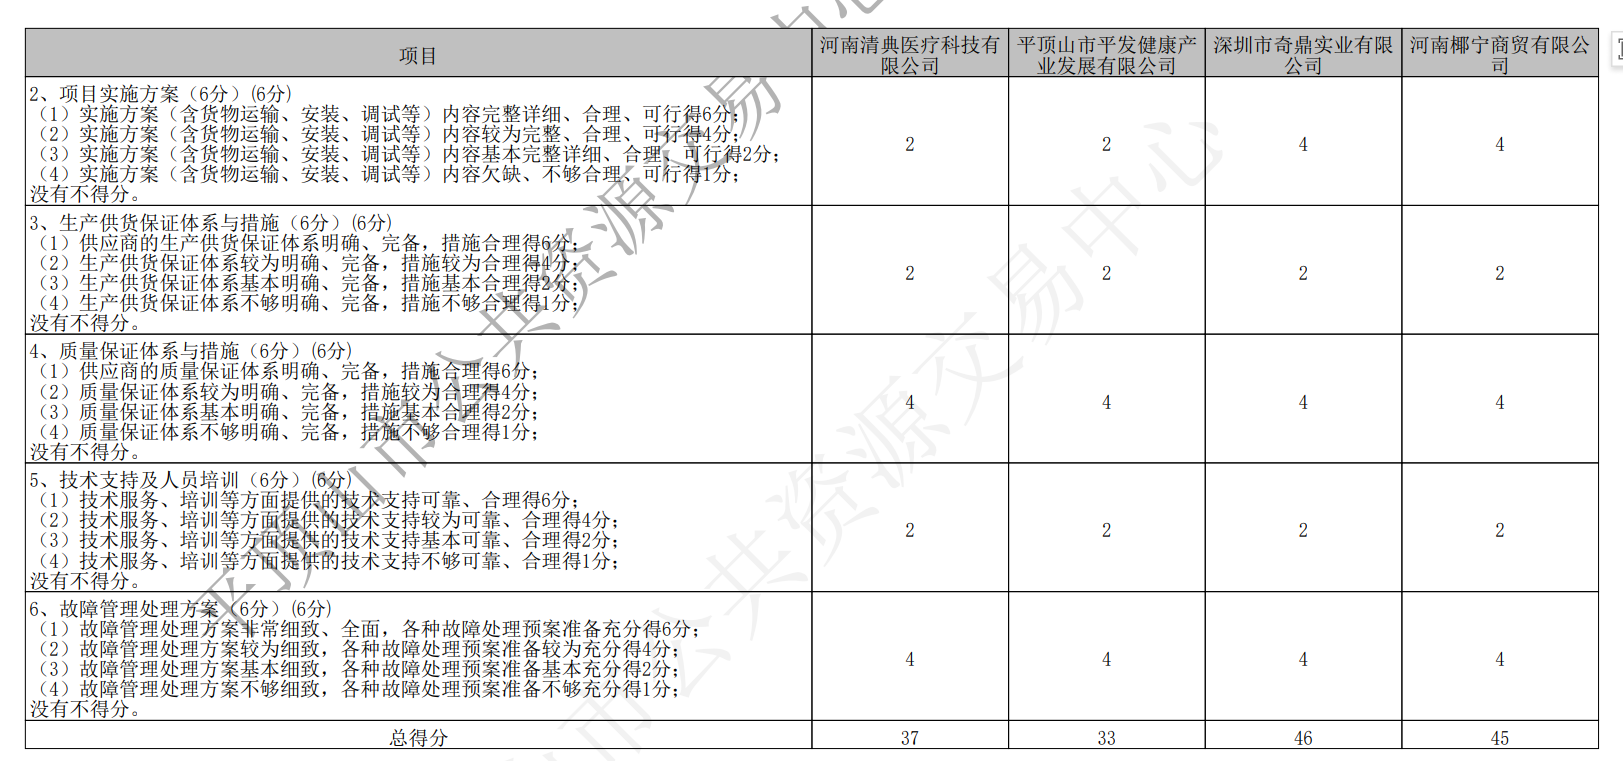 项目
河南清典医疗科技有
限公司
平顶山市平发健康产
业发展有限公司
深圳市奇鼎实业有限
公司
河南椰宁商贸有限公
司
2、项目实施方案（6分）(6分)
（1）实施方案（含货物运输、安装、调试等）内容完整详细、合理、可行得6分；
（2）实施方案（含货物运输、安装、调试等）内容较为完整、合理、可行得4分；
（3）实施方案（含货物运输、安装、调试等）内容基本完整详细、合理、可行得2分；
（4）实施方案（含货物运输、安装、调试等）内容欠缺、不够合理、可行得1分；
没有不得分。
2
2
4
4
3、生产供货保证体系与措施（6分）(6分)
（1）供应商的生产供货保证体系明确、完备，措施合理得6分；
（2）生产供货保证体系较为明确、完备，措施较为合理得4分；
（3）生产供货保证体系基本明确、完备，措施基本合理得2分；
（4）生产供货保证体系不够明确、完备，措施不够合理得1分；
没有不得分。
2
2
2
2
4、质量保证体系与措施（6分）(6分)
（1）供应商的质量保证体系明确、完备，措施合理得6分；
（2）质量保证体系较为明确、完备，措施较为合理得4分；
（3）质量保证体系基本明确、完备，措施基本合理得2分；
（4）质量保证体系不够明确、完备，措施不够合理得1分；
没有不得分。
4
4
4
4
5、技术支持及人员培训（6分）(6分)
（1）技术服务、培训等方面提供的技术支持可靠、合理得6分；
（2）技术服务、培训等方面提供的技术支持较为可靠、合理得4分；
（3）技术服务、培训等方面提供的技术支持基本可靠、合理得2分；
（4）技术服务、培训等方面提供的技术支持不够可靠、合理得1分；
没有不得分。
2
2
2
2
6、故障管理处理方案（6分）(6分)
（1）故障管理处理方案非常细致、全面，各种故障处理预案准备充分得6分；
（2）故障管理处理方案较为细致，各种故障处理预案准备较为充分得4分；
（3）故障管理处理方案基本细致，各种故障处理预案准备基本充分得2分；
（4）故障管理处理方案不够细致，各种故障处理预案准备不够充分得1分；
没有不得分。
4
4
4
4
总得分
37
33
46
45
平顶山市公共资源交易中心
山市公共资源交易中心